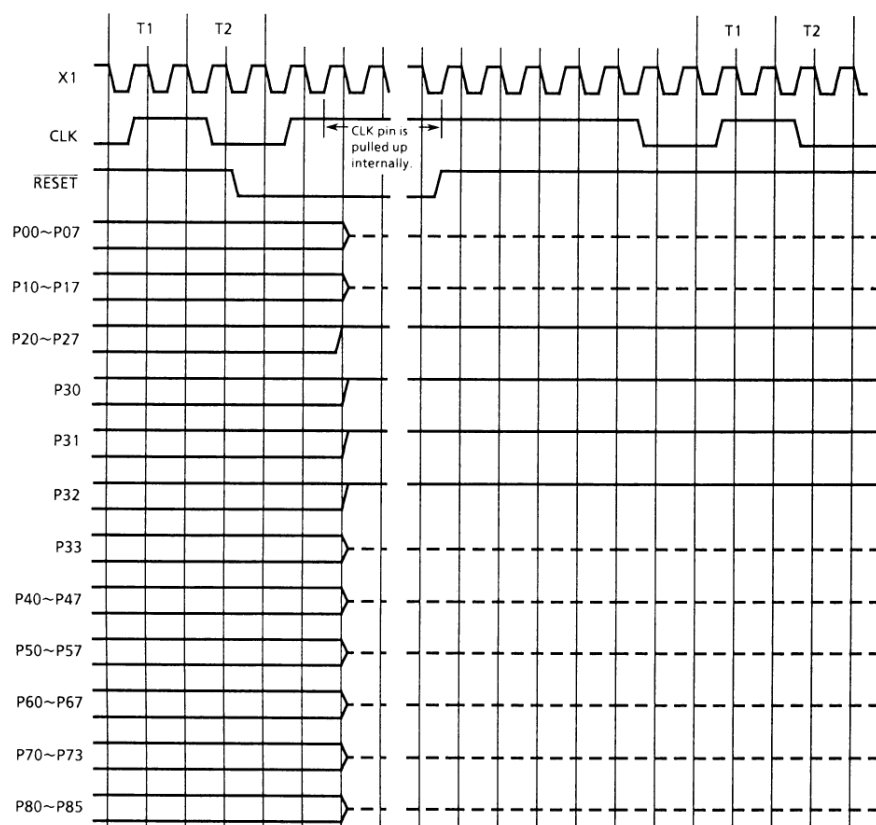 T1 T2 T1 T2
X1
CLK
CLK pin is
pulled up
internally.
RESET
P00~P07
P10~P17
P20~P27
P30
P31
P32
P33
P40~P47
P50~P57
P60~P67
P70~P73
P80~P85